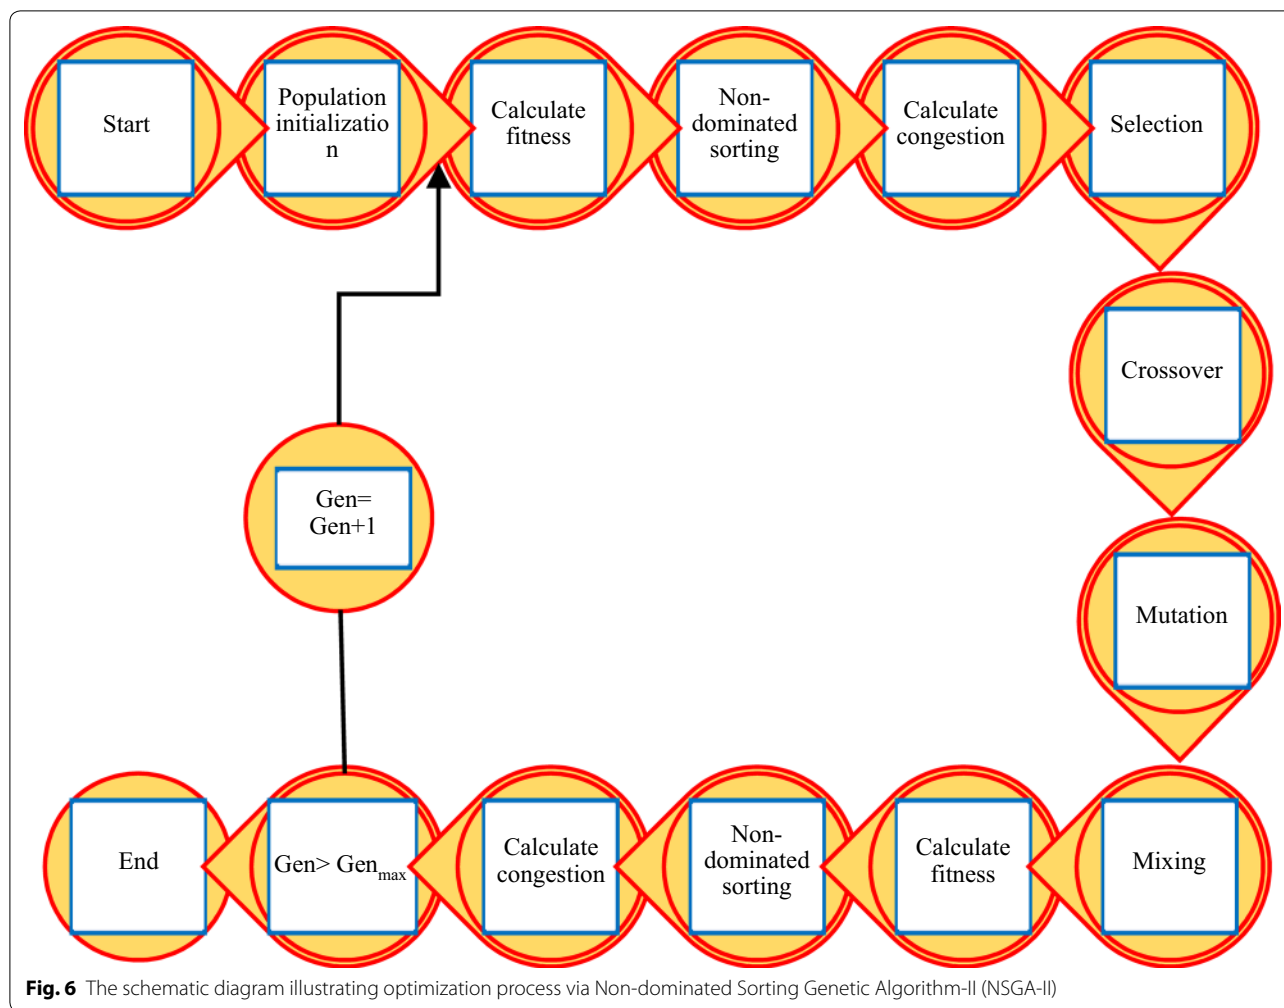 Start
Population
initializatio
n
Calculate
fitness
Non-
dominated
sorting
Calculate
congestion
Selection
Crossover
Gen=
Gen+1
Mutation
End
Gen> Genmax
Calculate
congestion
Non-
dominated
sorting
Calculate
fitness
Mixing
Fig. 6 The schematic diagram illustrating optimization process via Non-dominated Sorting Genetic Algorithm-II (NSGA-II)